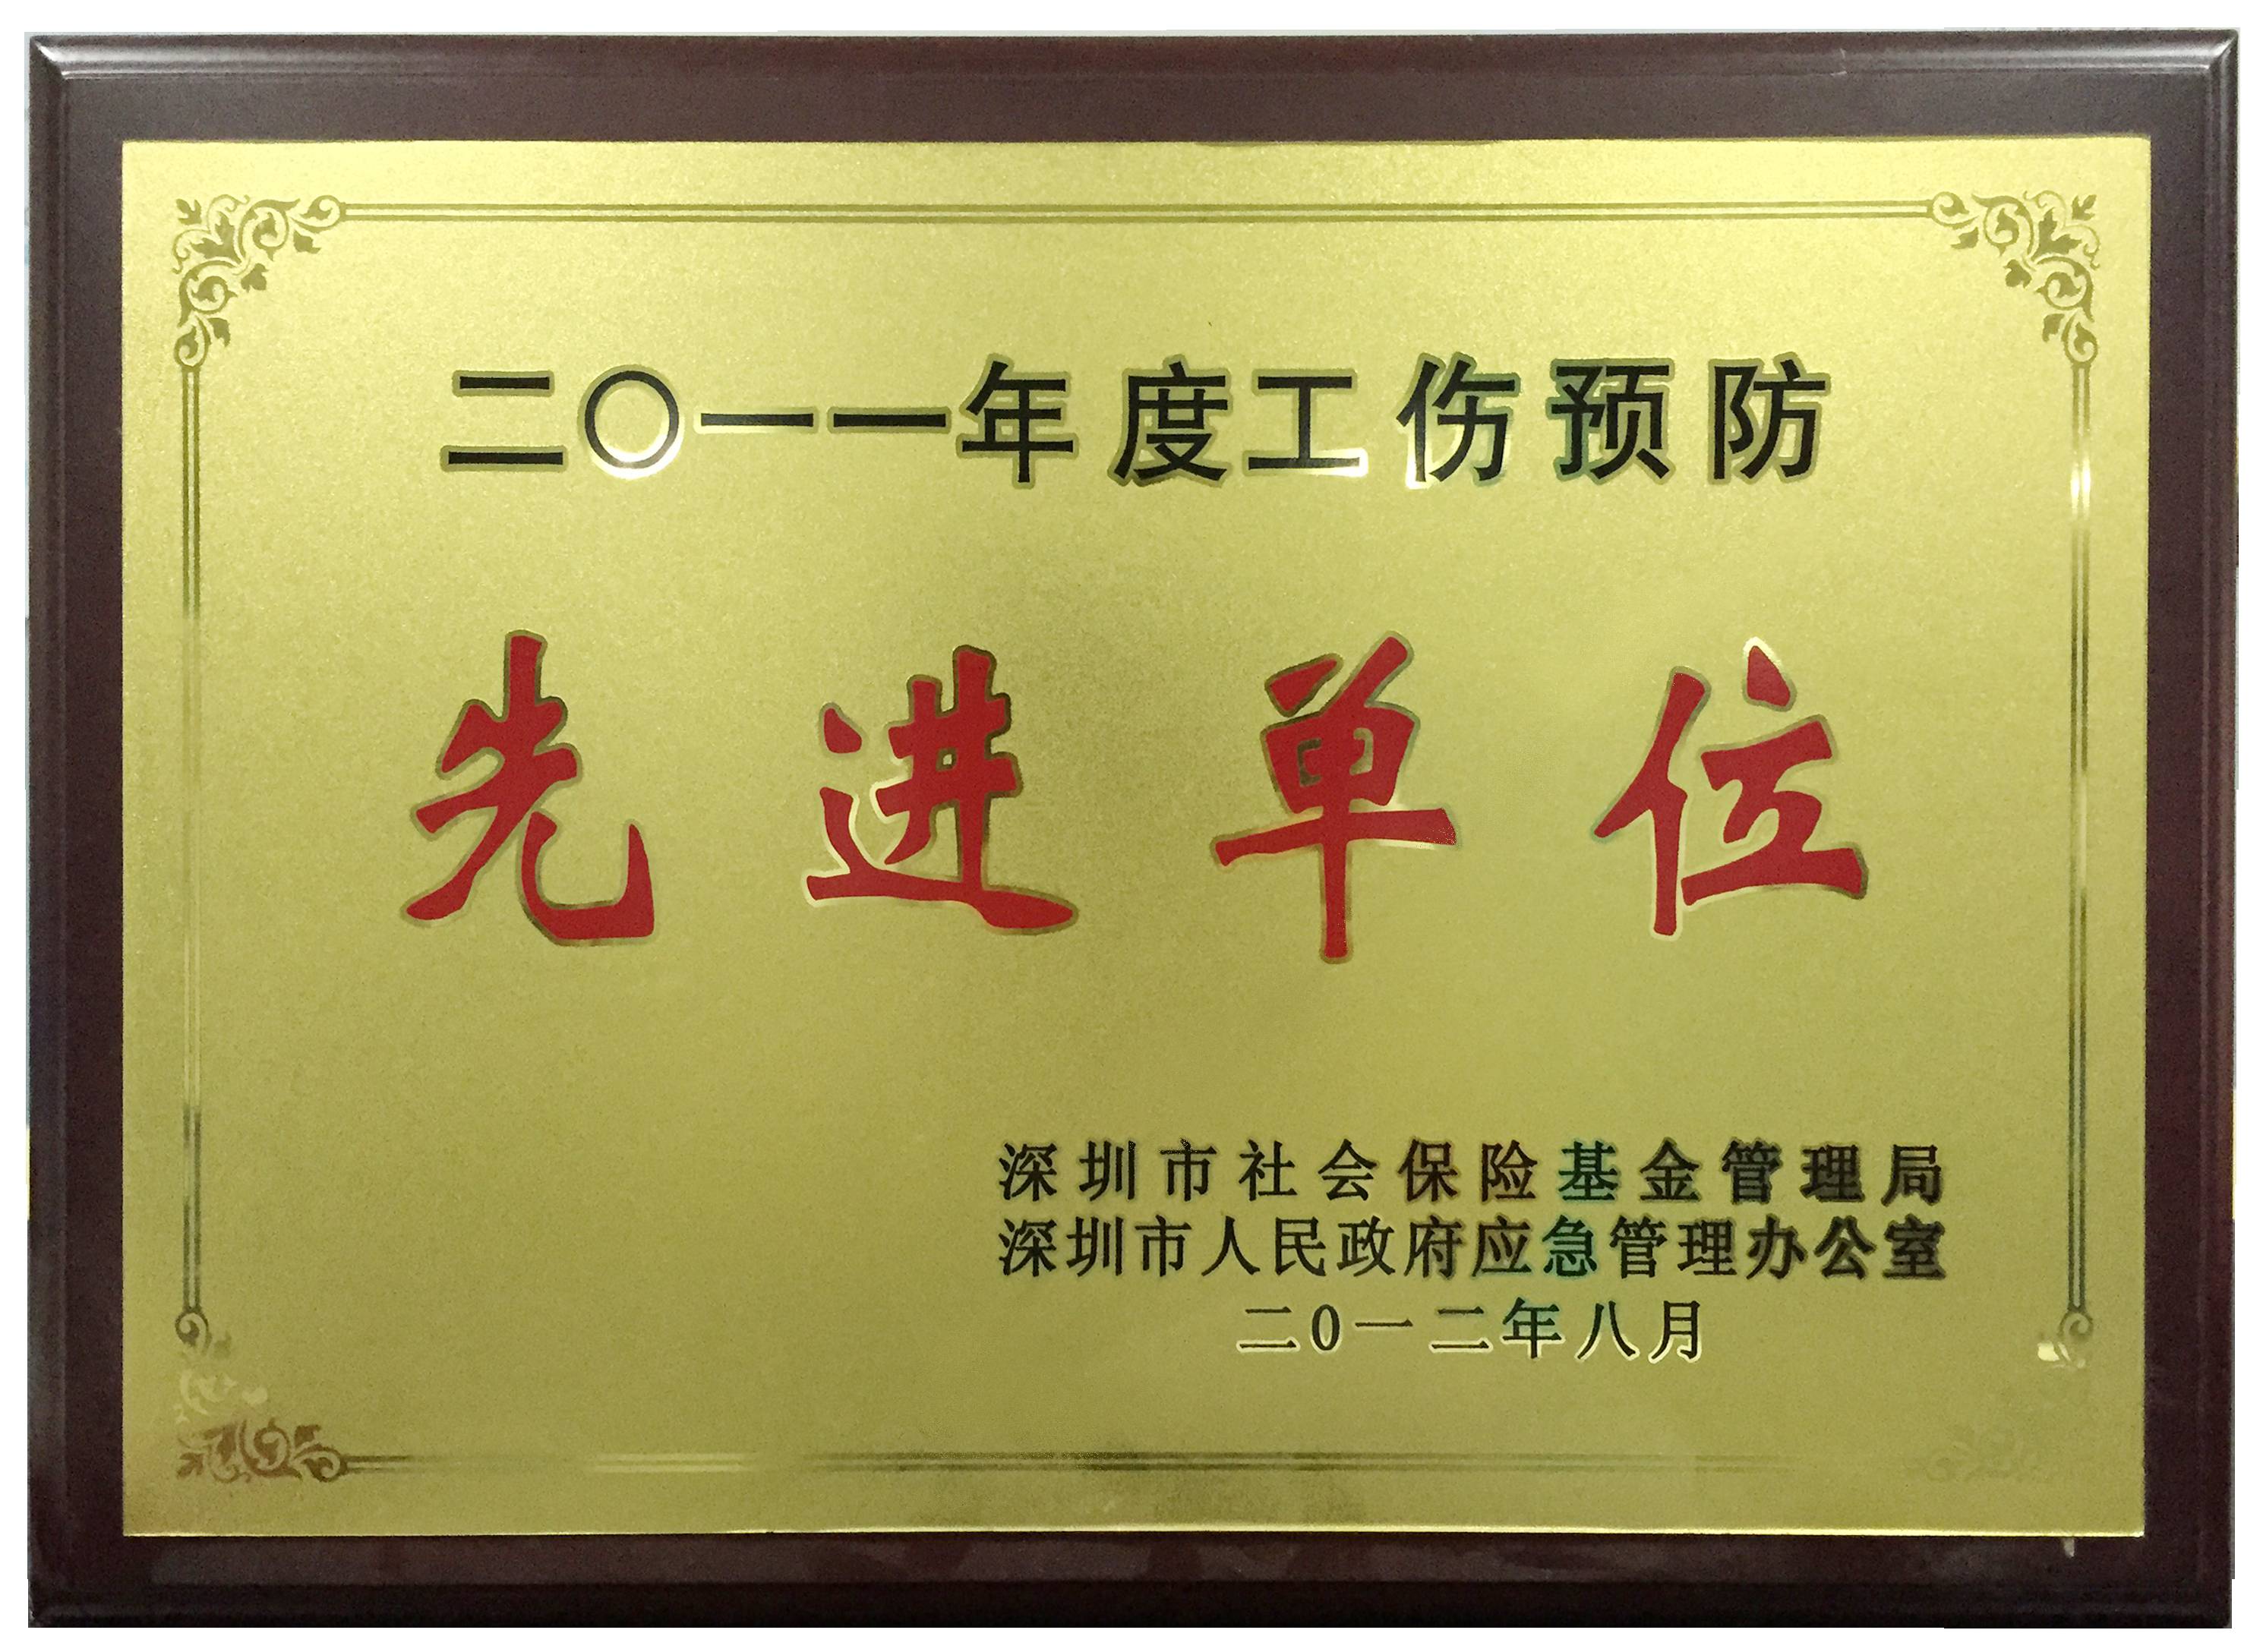 二〇一一年度工伤预防
先进单位
深圳市社会保险基金管理局
深圳市人民政府应急管理办公室
二0一二年八月